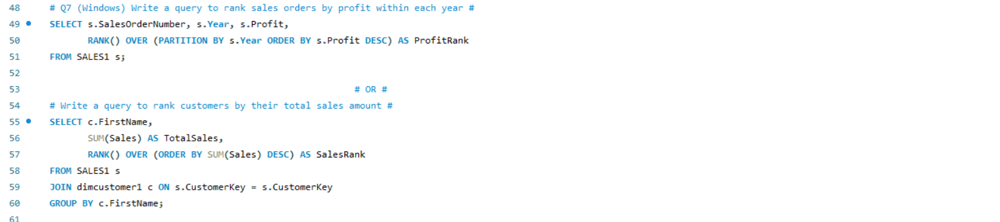 48 # Q7 (Windows) Write a query to rank sales orders by profit within each year #
49 SELECT s.SalesOrderNumber, s.Year, s.Profit,
50 RANK() OVER (PARTITION BY s.Year ORDER BY s.Profit DESC) AS ProfitRank
51 FROM SALES1 s;
52
53 # OR #
54 # Write a query to rank customers by their total sales amount #
55 SELECT c.FirstName,
56 SUM(Sales) AS TotalSales,
57 RANK() OVER (ORDER BY SUM(Sales) DESC) AS SalesRank
58 FROM SALES1 s
59 JOIN dimcustomer1 c ON s.CustomerKey = s.CustomerKey
60 GROUP BY c.FirstName;
61